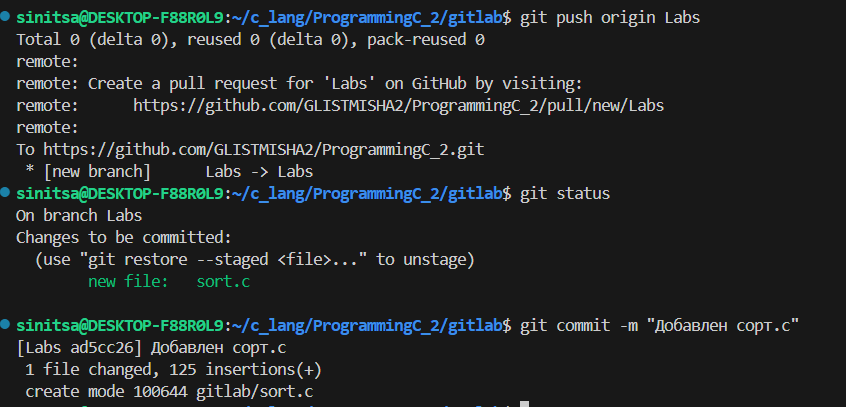 sinitsa@DESKTOP-F88R0L9:~/c_lang/ProgrammingC_2/gitlab$ git push origin Labs
Total 0 (delta 0), reused 0 (delta 0), pack-reused 0
remote:
remote: Create a pull request for 'Labs' on GitHub by visiting:
remote:      https://github.com/GLISTMISHA2/ProgrammingC_2/pull/new/Labs
remote:
To https://github.com/GLISTMISHA2/ProgrammingC_2.git
 * [new branch]      Labs -> Labs
sinitsa@DESKTOP-F88R0L9:~/c_lang/ProgrammingC_2/gitlab$ git status
On branch Labs
Changes to be committed:
  (use "git restore --staged <file>..." to unstage)
        new file:   sort.c

sinitsa@DESKTOP-F88R0L9:~/c_lang/ProgrammingC_2/gitlab$ git commit -m "Добавлен сорт.c"
[Labs ad5cc26] Добавлен сорт.c
 1 file changed, 125 insertions(+)
 create mode 100644 gitlab/sort.c